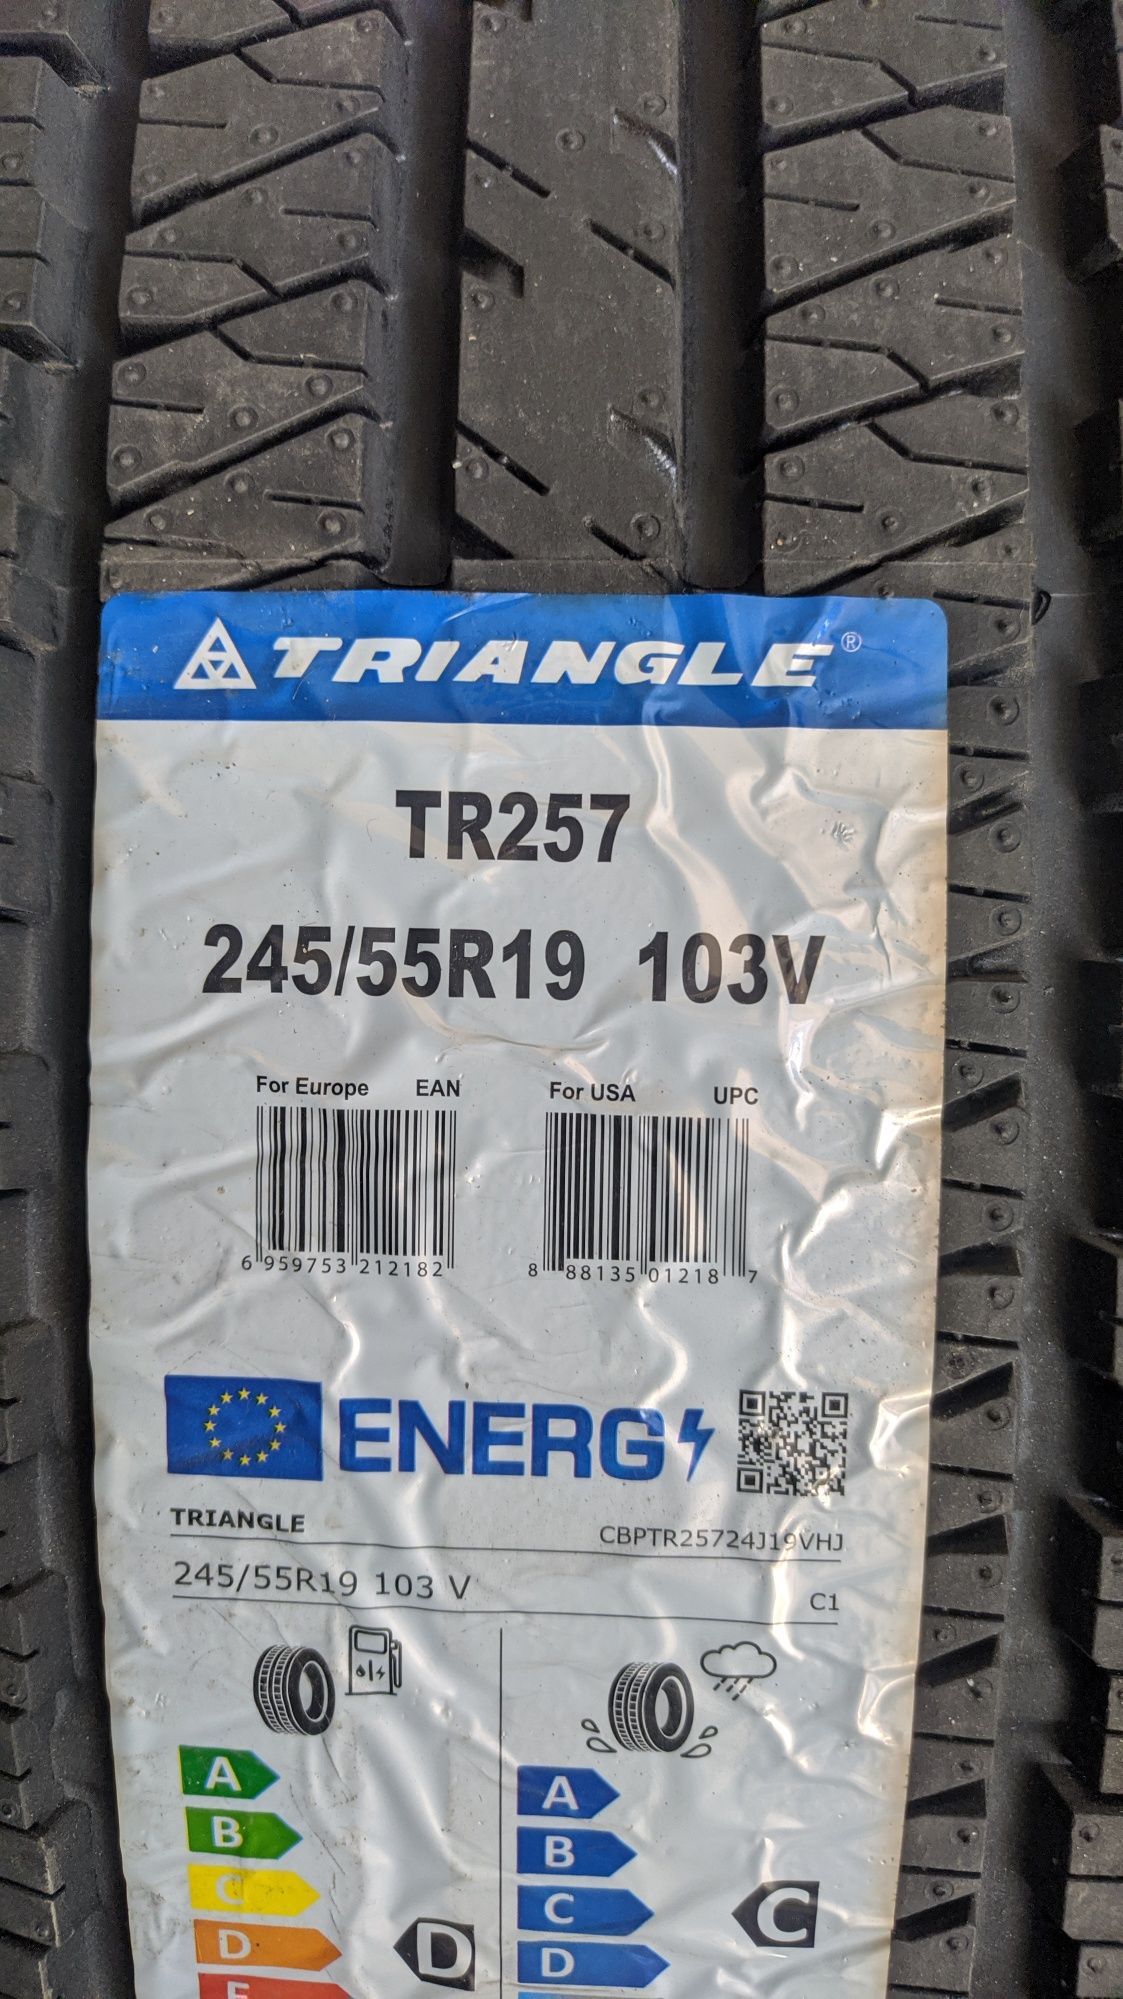 TRIANGLE®
TR257
245/55R19 103V
For Europe EAN
For USA UPC
6 959753 212182
8 88135 01218 7
ENERG
TRIANGLE
CBPTR25724J19VHJ
245/55R19 103 V
C1
A
B
C
D
E
D
A
B
C
D
C